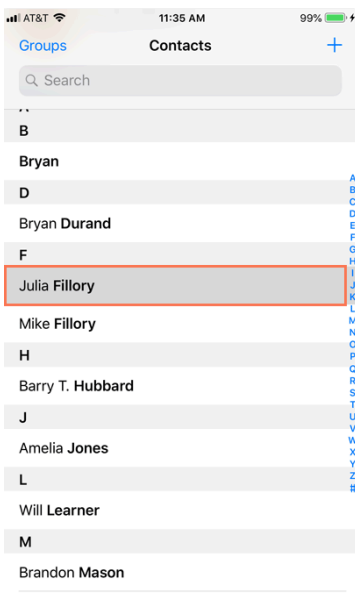 AT&T 11:35 AM 99%
Groups Contacts +
Search
B
Bryan
D
Bryan Durand
F
Julia Fillory
Mike Fillory
H
Barry T. Hubbard
J
Amelia Jones
L
Will Learner
M
Brandon Mason
A
B
C
D
E
F
G
H
I
J
K
L
M
N
O
P
Q
R
S
T
U
V
W
X
Y
Z
#